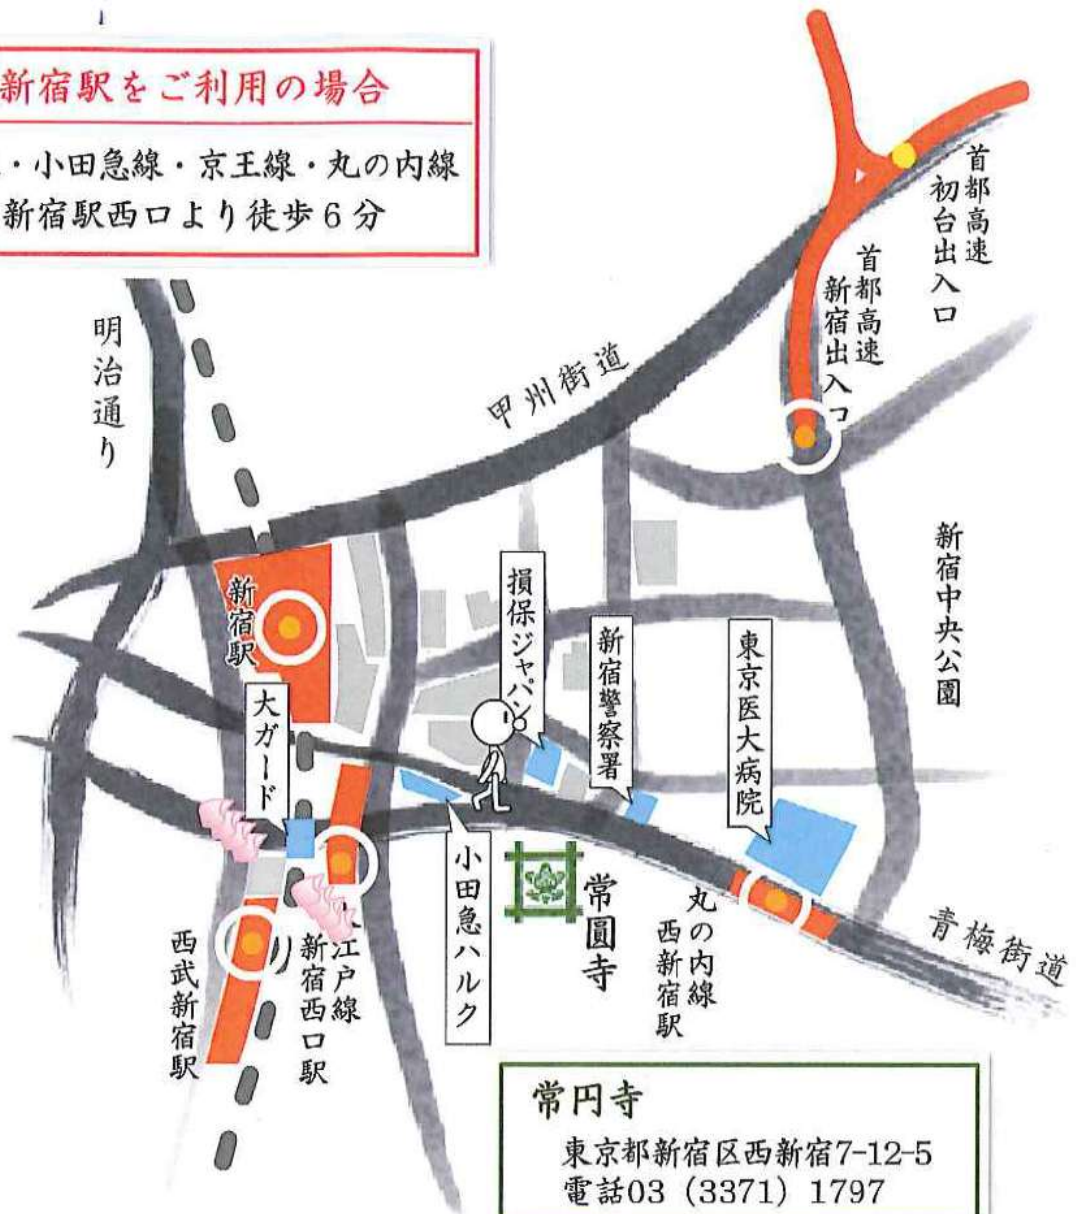 新宿駅をご利用の場合
・小田急線・京王線・丸の内線
新宿駅西口より徒歩6分
首都高速
初台出入口
首都高速
新宿出入口
明治通り
甲州街道
新宿中央公園
新宿駅
損保ジャパン
新宿警察署
東京医大病院
大ガード
小田急ハルク
常圓寺
丸の内線
西新宿駅
青梅街道
江戸線
新宿西口駅
西武新宿駅
常円寺
東京都新宿区西新宿7-12-5
電話03（3371）1797